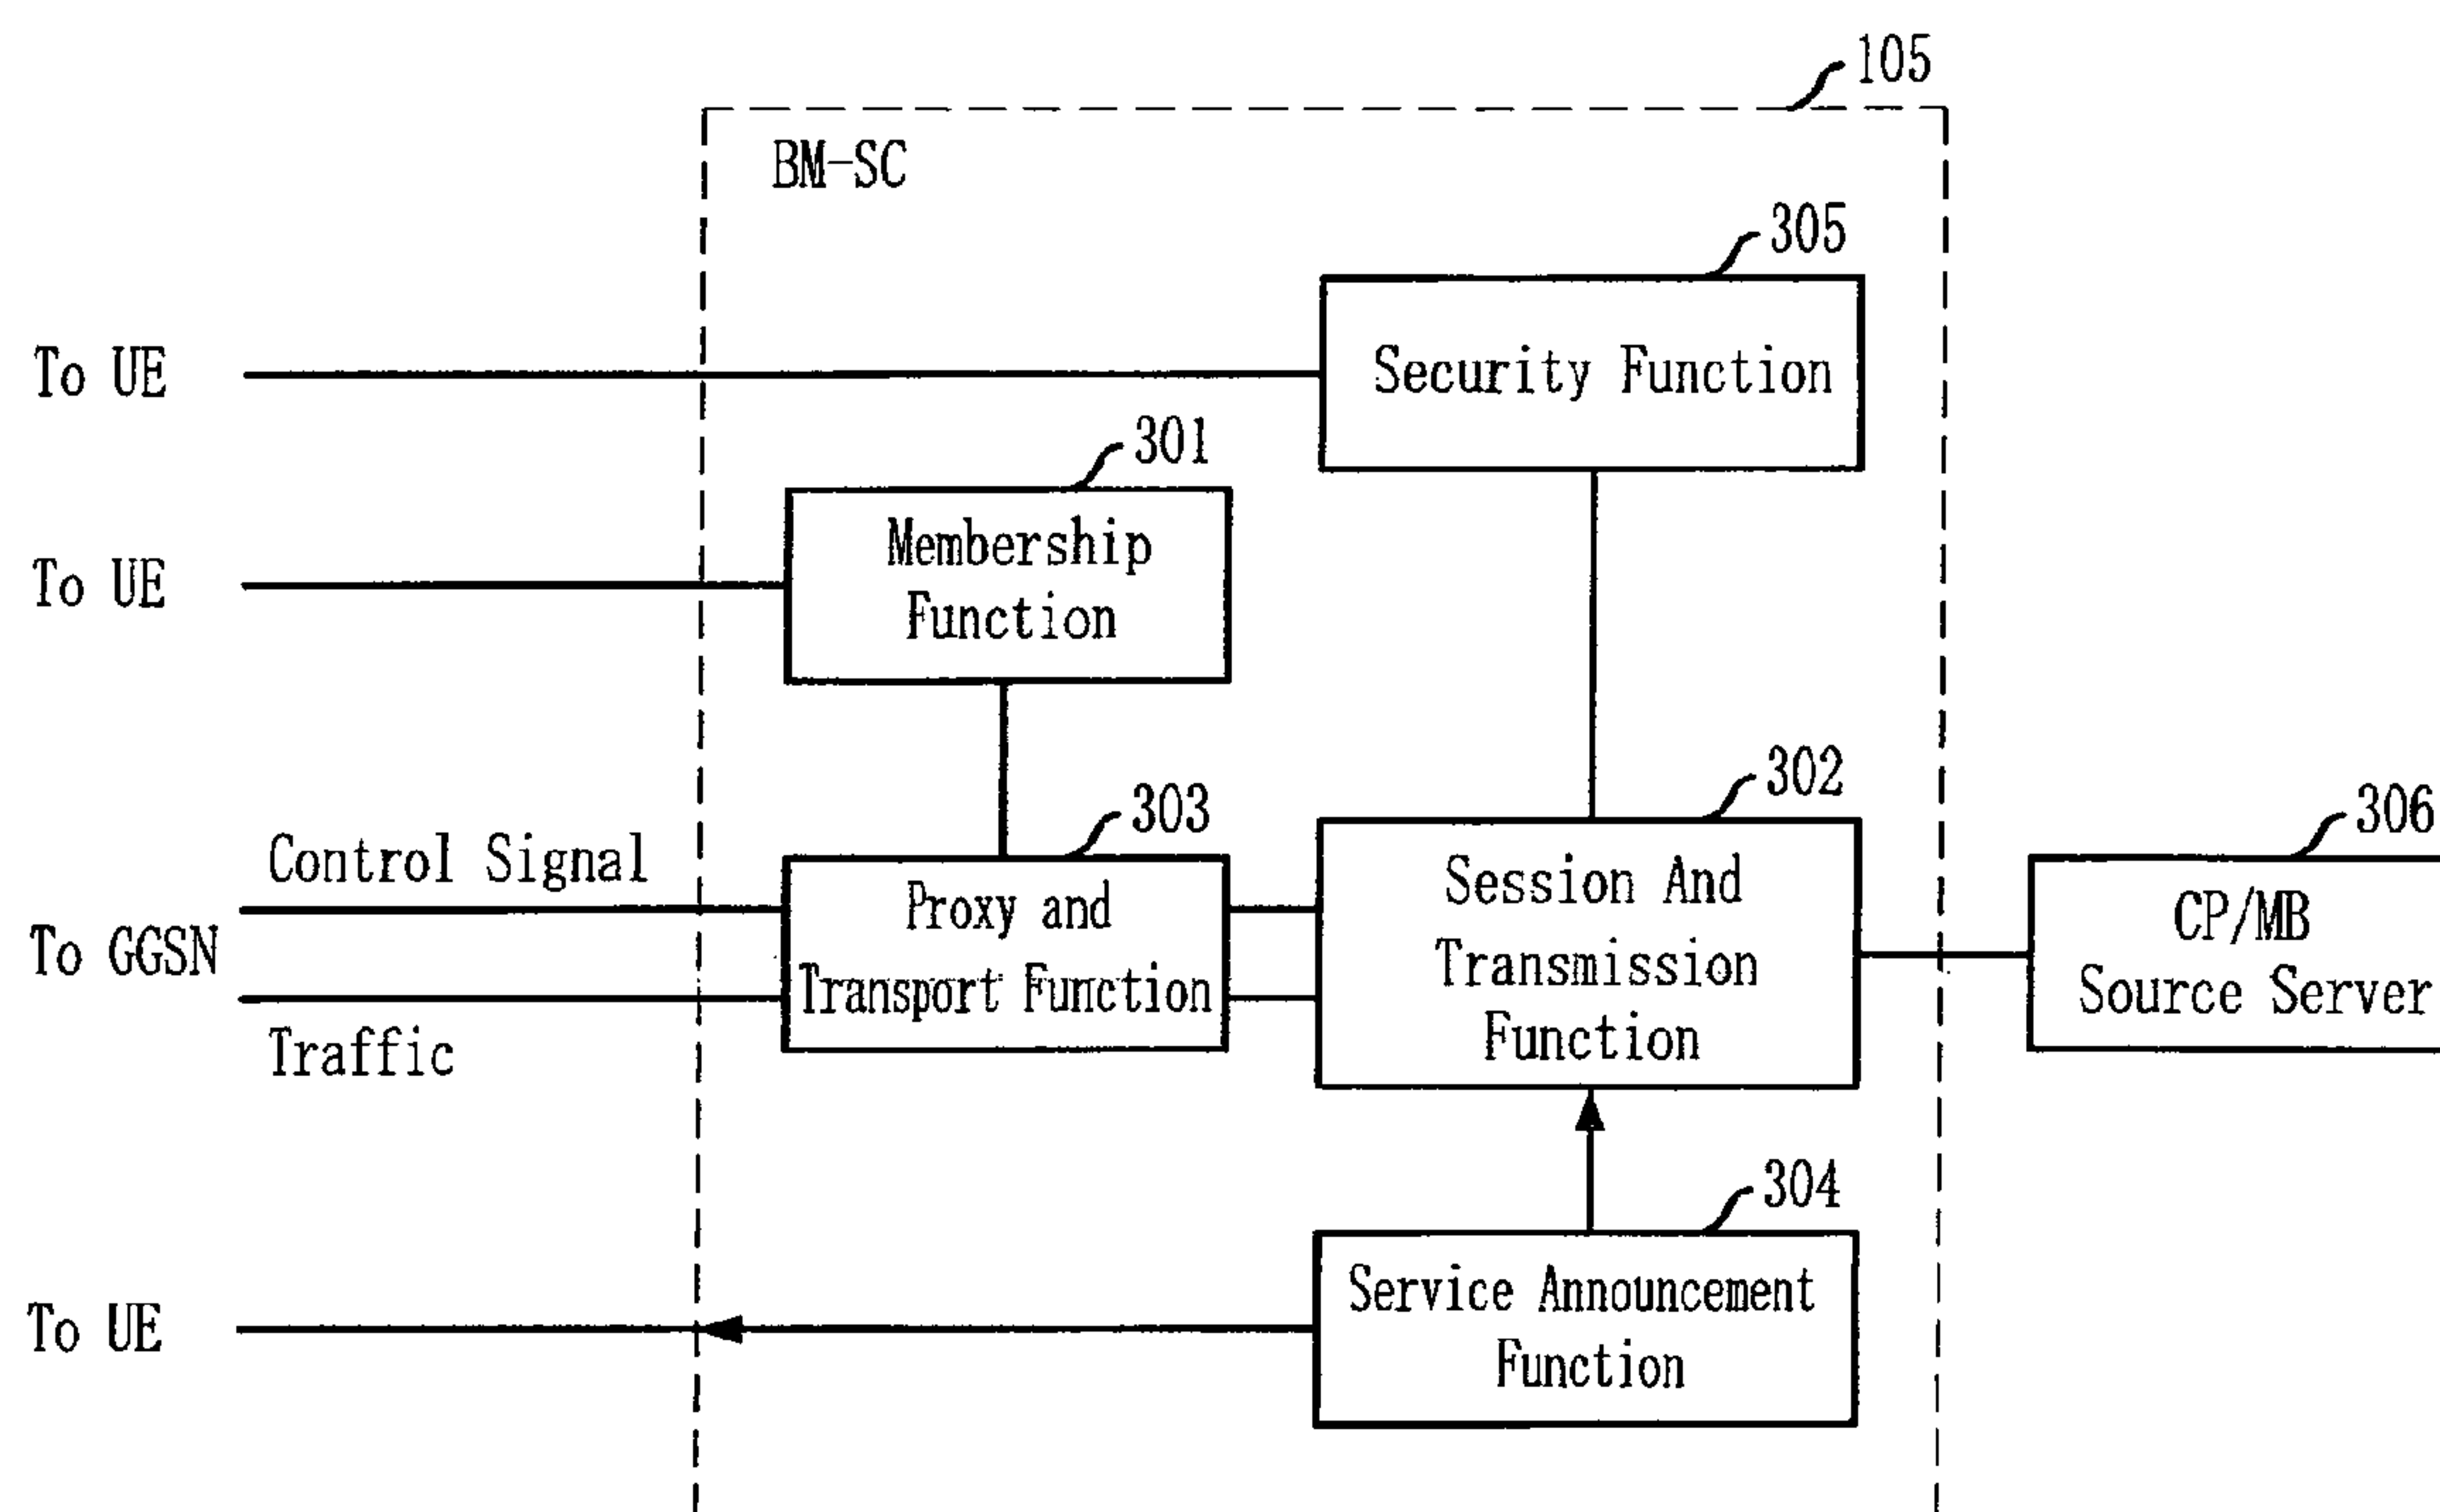 105
BM-SC
305
To UE
Security Function
301
To UE
Membership
Function
302
303
306
Control Signal
To GGSN
Traffic
Proxy and
Transport Function
Session And
Transmission
Function
CP/MB
Source Server
304
To UE
Service Announcement
Function